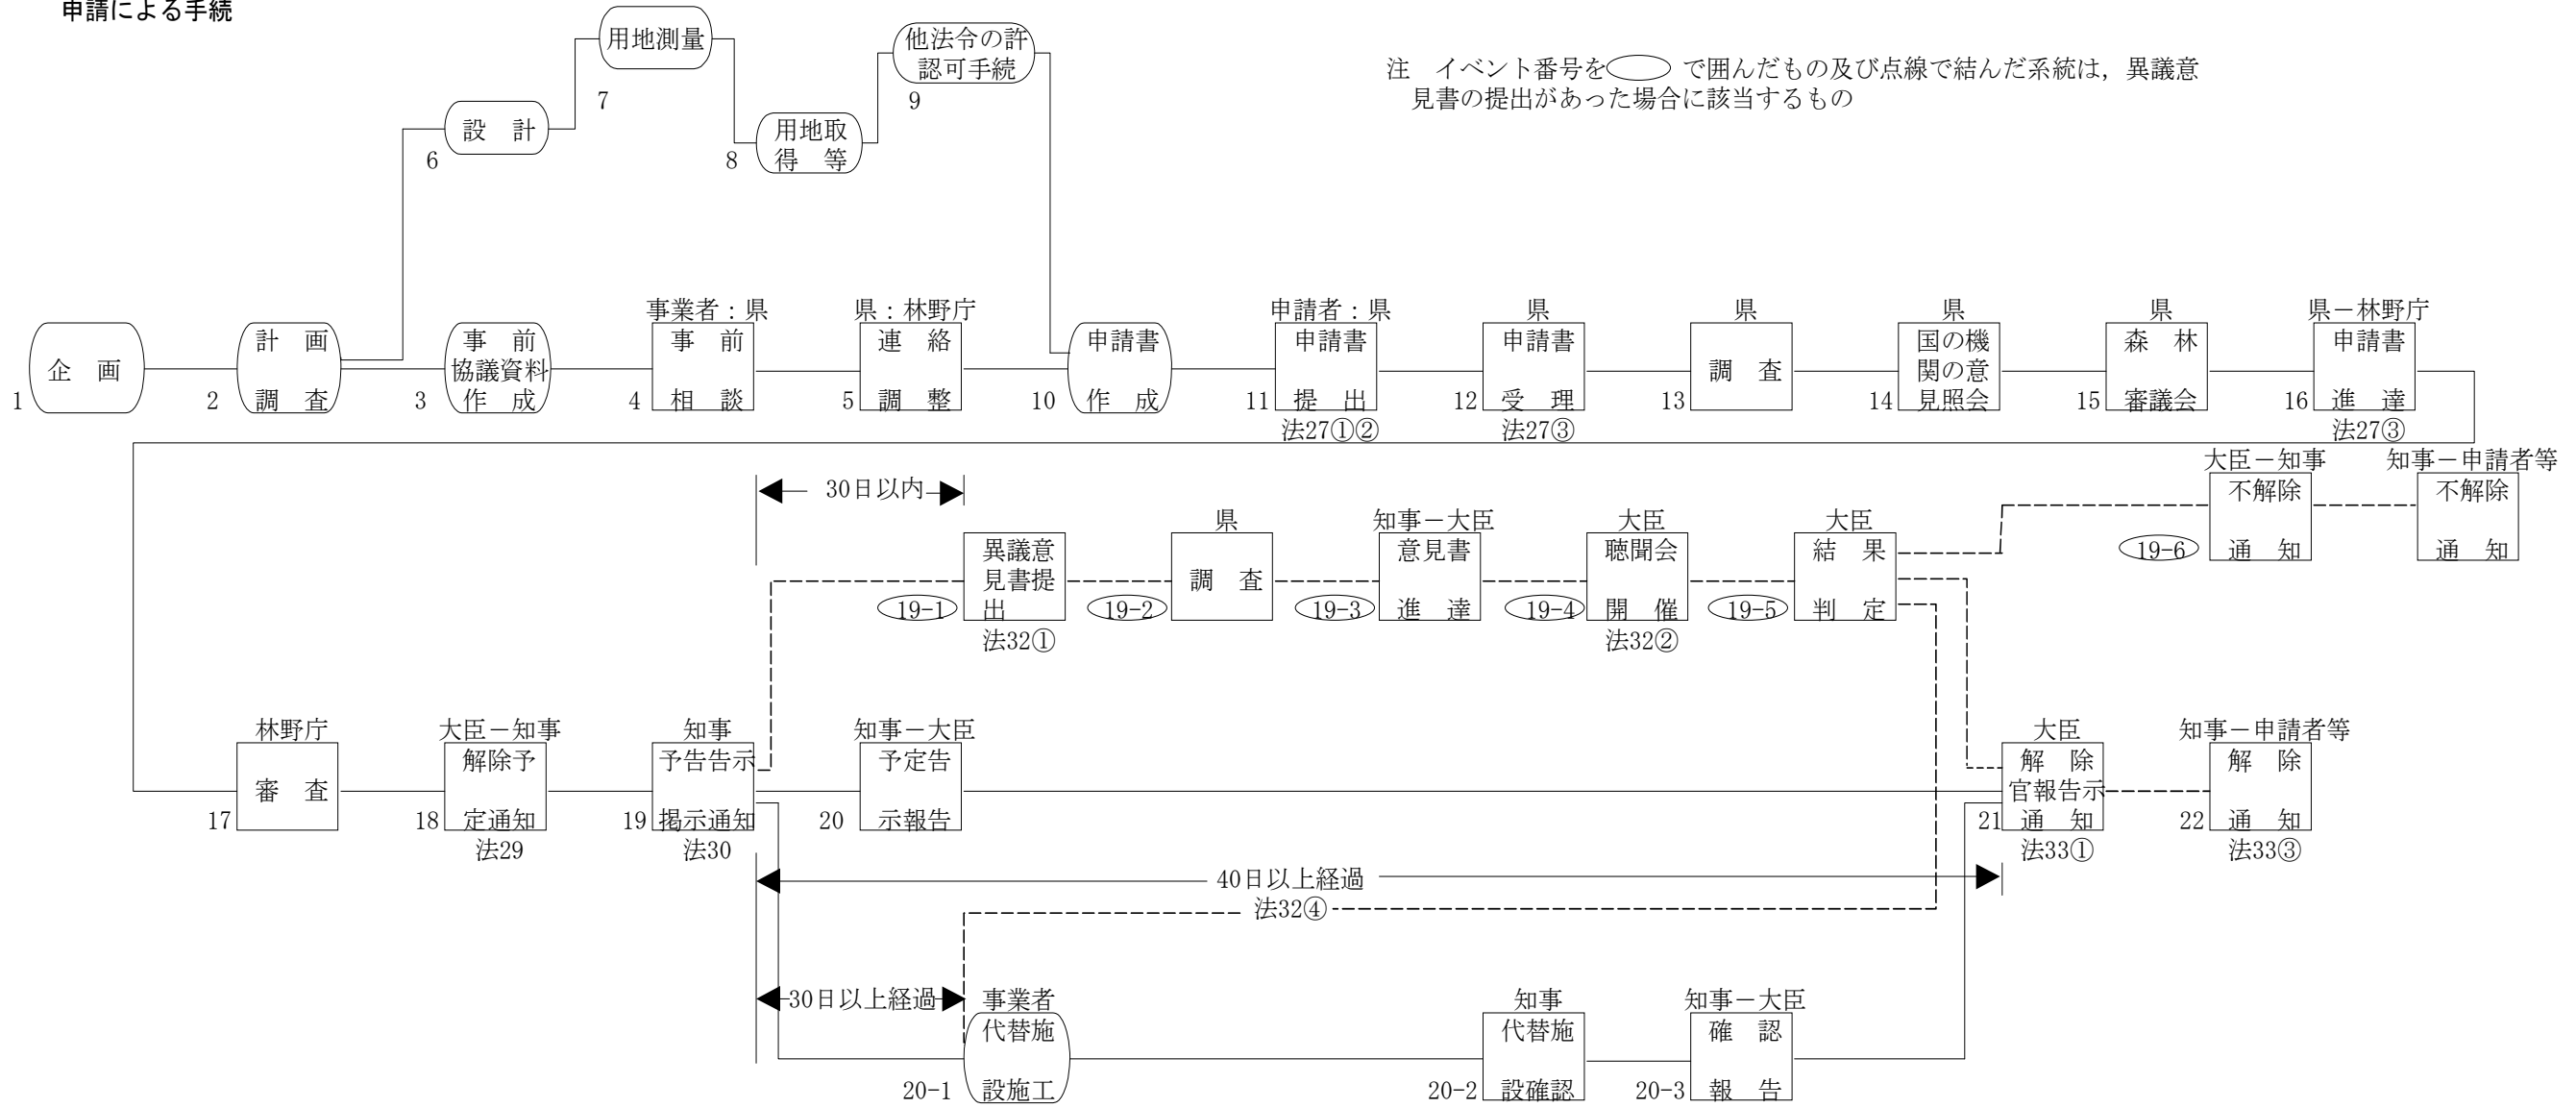 申請による手続
用地測量
7
他法令の許
認可手続
9
注　イベント番号を　　で囲んだもの及び点線で結んだ系統は，異議意
見書の提出があった場合に該当するもの
設　計
6
用地取
得　等
8
企　画
1
計　画
調　査
2
事　前
協議資料
作　成
3
事業者：県
事　前
相　談
4
県：林野庁
連　絡
調　整
5
申請書
作　成
10
申請者：県
申請書
提　出
11
法27①②
県
申請書
受　理
12
法27③
県
調　査
13
県
国の機
関の意
見照会
14
県
森　林
審議会
15
県－林野庁
申請書
進　達
16
法27③
30日以内
異議意
見書提
出
19-1
法32①
県
調　査
19-2
知事－大臣
意見書
進　達
19-3
大臣
聴聞会
開　催
19-4
法32②
大臣
結　果
判　定
19-5
大臣－知事
不解除
通　知
19-6
知事－申請者等
不解除
通　知
林野庁
審　査
17
大臣－知事
解除予
定通知
18
法29
知事
予告告示
掲示通知
19
法30
知事－大臣
予定告
示報告
20
大臣
解　除
官報告示
通　知
21
法33①
知事－申請者等
解　除
通　知
22
法33③
40日以上経過
法32④
30日以上経過
事業者
代替施
設施工
20-1
知事
代替施
設確認
20-2
知事－大臣
確　認
報　告
20-3